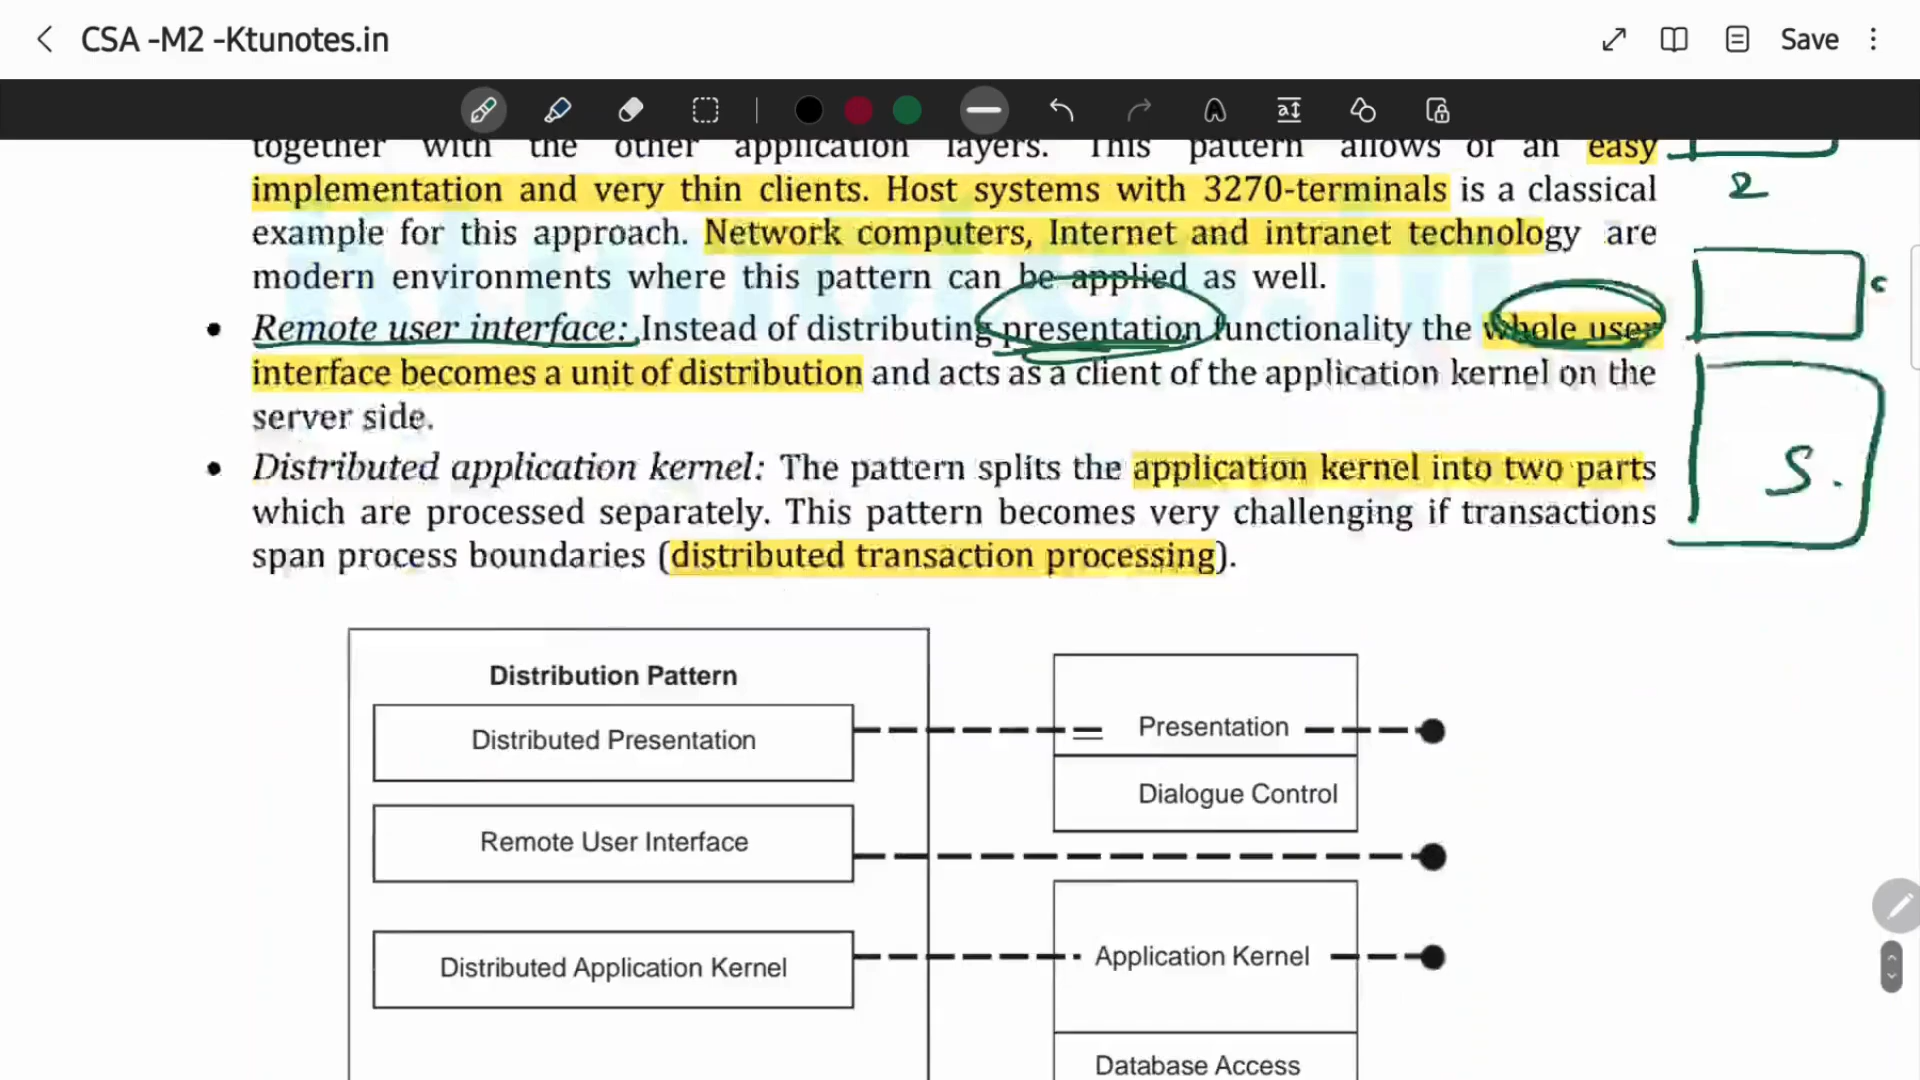 CSA -M2 -Ktunotes.in
Save
together with the other application layers. This pattern allows of an easy
implementation and very thin clients. Host systems with 3270-terminals is a classical
example for this approach. Network computers, Internet and intranet technology are
modern environments where this pattern can be applied as well.
• Remote user interface: Instead of distributing presentation functionality the whole user
interface becomes a unit of distribution and acts as a client of the application kernel on the
server side.
• Distributed application kernel: The pattern splits the application kernel into two parts
which are processed separately. This pattern becomes very challenging if transactions
span process boundaries (distributed transaction processing).
2
c
S.
Distribution Pattern
Distributed Presentation
Presentation
Dialogue Control
Remote User Interface
Distributed Application Kernel
Application Kernel
Database Access